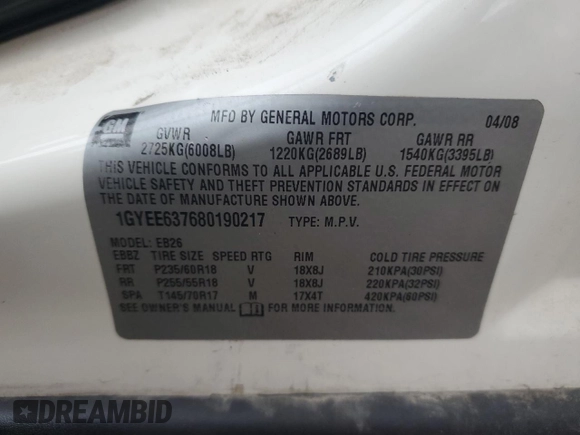 GM
MFD BY GENERAL MOTORS CORP. 04/08
GVWR GAWR FRT GAWR RR
2725KG(6008LB) 1220KG(2689LB) 1540KG(3395LB)
THIS VEHICLE CONFORMS TO ALL APPLICABLE U.S. FEDERAL MOTOR
VEHICLE SAFETY AND THEFT PREVENTION STANDARDS IN EFFECT ON
THE DATE OF MANUFACTURE SHOWN ABOVE.
1GYEE637680190217 TYPE: M.P.V.
MODEL: EB26
EBBZ TIRE SIZE SPEED RTG RIM COLD TIRE PRESSURE
FRT P235/60R18 V 18X8J 210KPA(30PSI)
RR P255/55R18 V 18X8J 220KPA(32PSI)
SPA T145/70R17 M 17X4T 420KPA(60PSI)
SEE OWNER'S MANUAL FOR MORE INFORMATION
DREAMBID